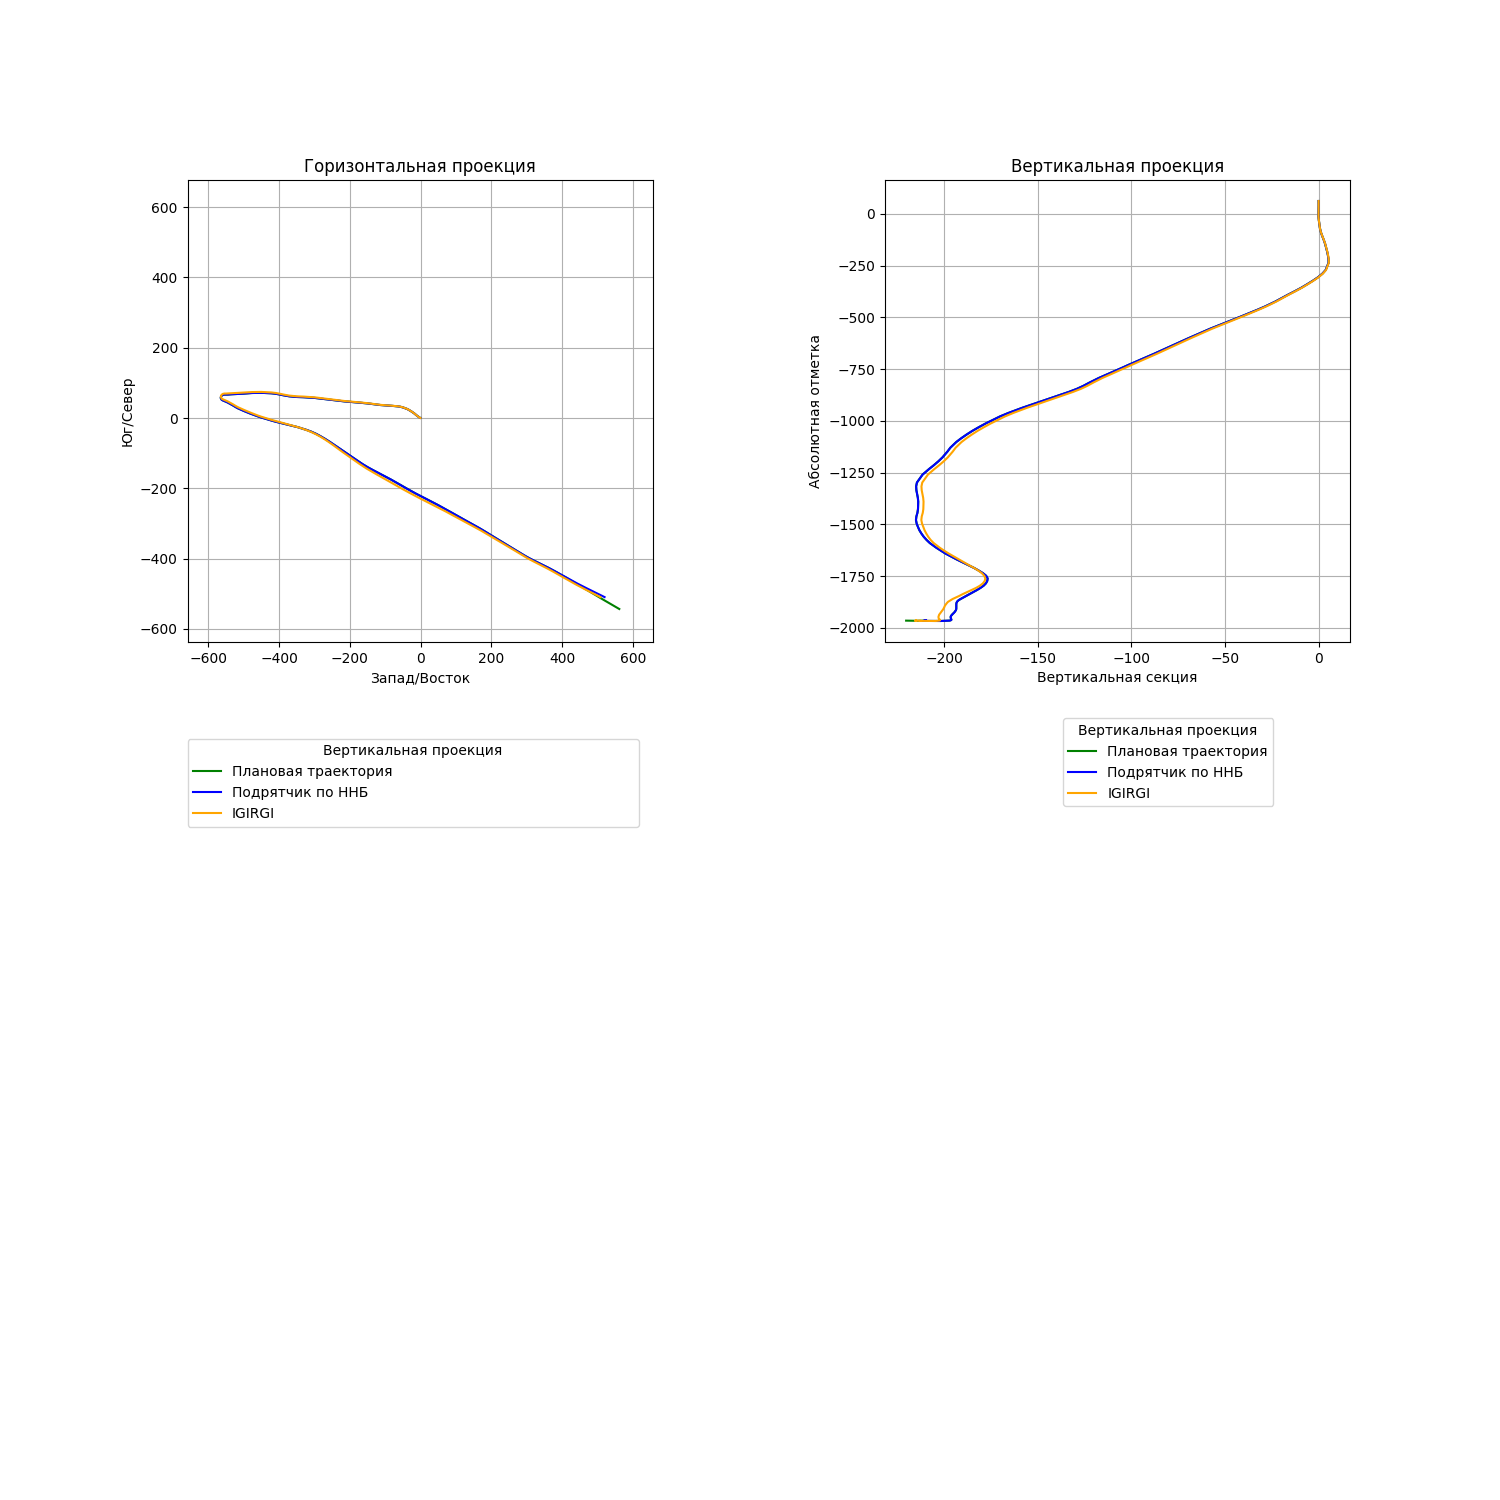 Горизонтальная проекция
600
400
200
0
−200
−400
−600
Юг/Север
−600 −400 −200 0 200 400 600
Запад/Восток
Вертикальная проекция
Плановая траектория
Подрятчик по ННБ
IGIRGI
Вертикальная проекция
0
−250
−500
−750
−1000
−1250
−1500
−1750
−2000
Абсолютная отметка
−200 −150 −100 −50 0
Вертикальная секция
Вертикальная проекция
Плановая траектория
Подрятчик по ННБ
IGIRGI